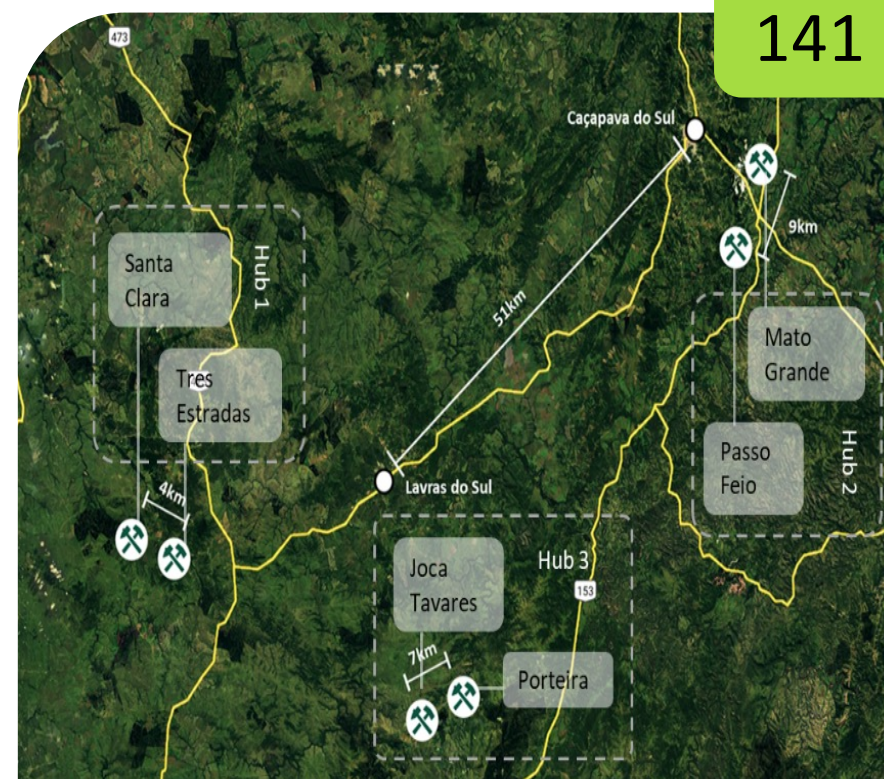 141
473
Caçapava do Sul
9km
Santa
Clara
Hub 1
51km
Mato
Grande
Tres
Estradas
Passo
Feio
Hub 2
Lavras do Sul
4km
Joca
Tavares
Hub 3
153
7km
Porteira